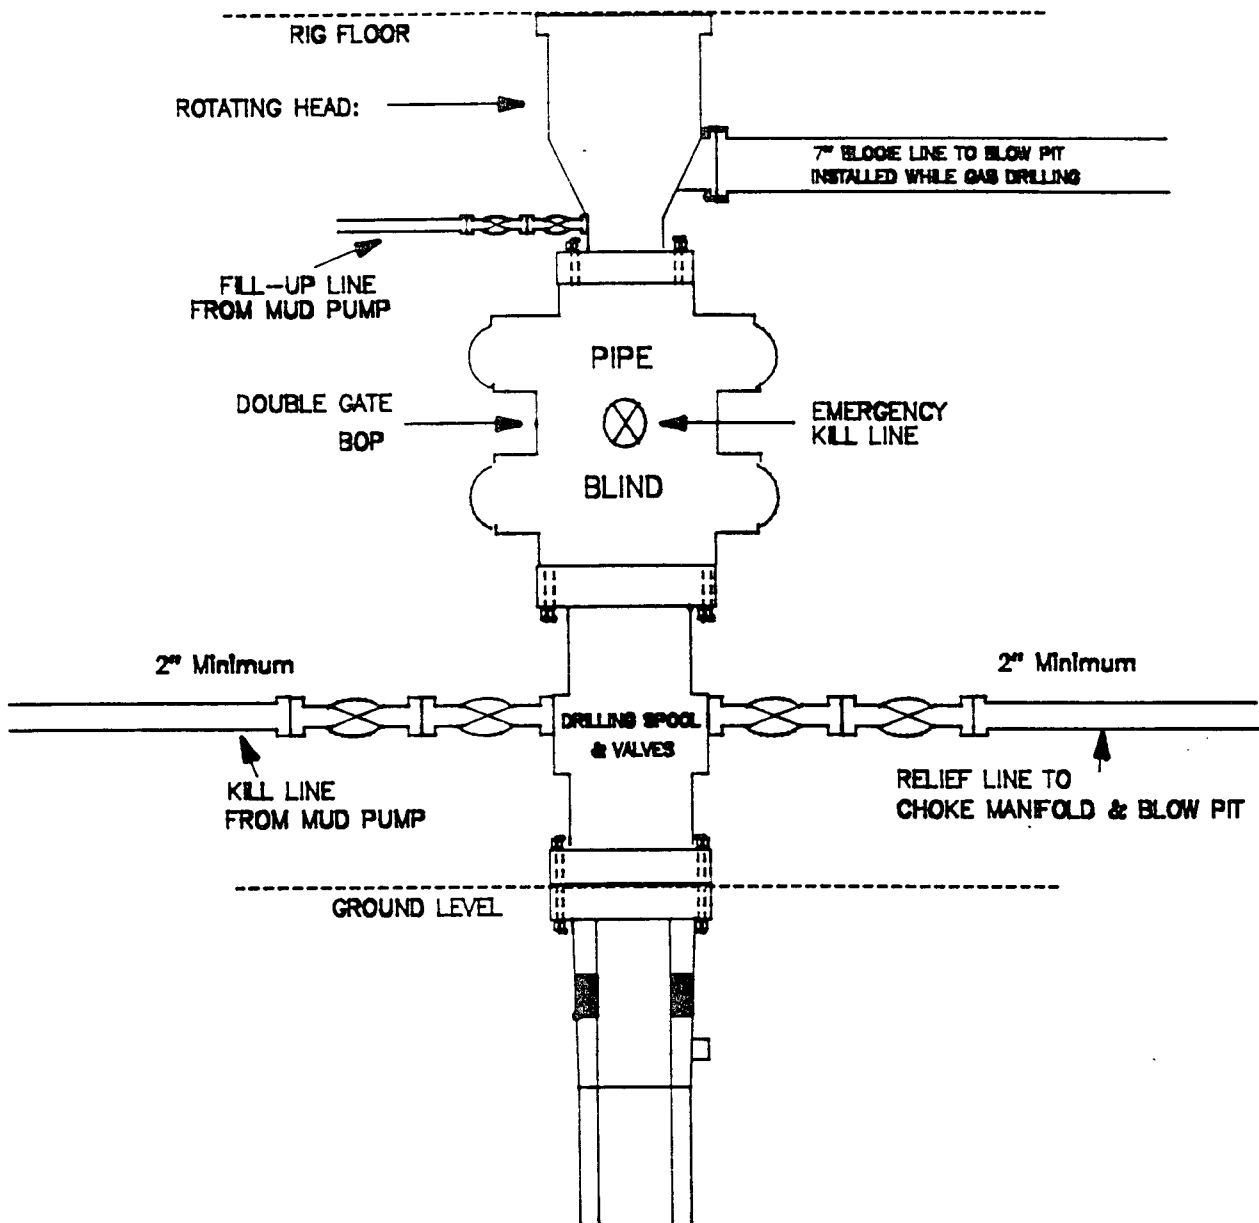 RIG FLOOR
ROTATING HEAD:
7" BLOOIE LINE TO BLOW PIT
INSTALLED WHILE GAS DRILLING
FILL-UP LINE
FROM MUD PUMP
PIPE
DOUBLE GATE
BOP
EMERGENCY
KILL LINE
BLIND
2" Minimum
2" Minimum
DRILLING SPOOL
& VALVES
KILL LINE
FROM MUD PUMP
RELIEF LINE TO
CHOKE MANIFOLD & BLOW PIT
GROUND LEVEL